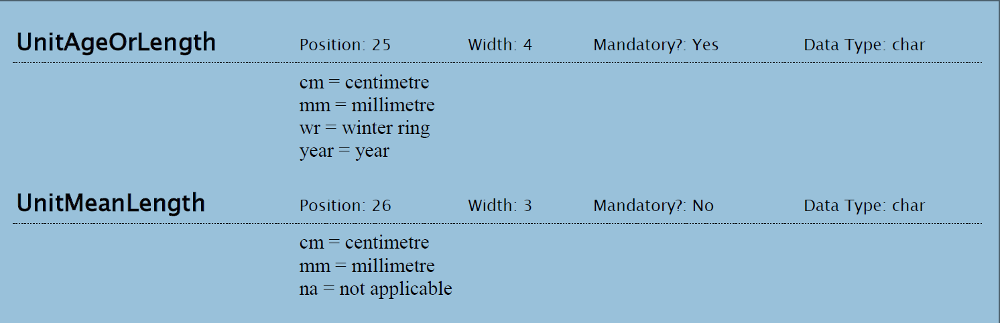 UnitAgeOrLength Position: 25 Width: 4 Mandatory?: Yes Data Type: char
cm = centimetre
mm = millimetre
wr = winter ring
year = year
UnitMeanLength Position: 26 Width: 3 Mandatory?: No Data Type: char
cm = centimetre
mm = millimetre
na = not applicable